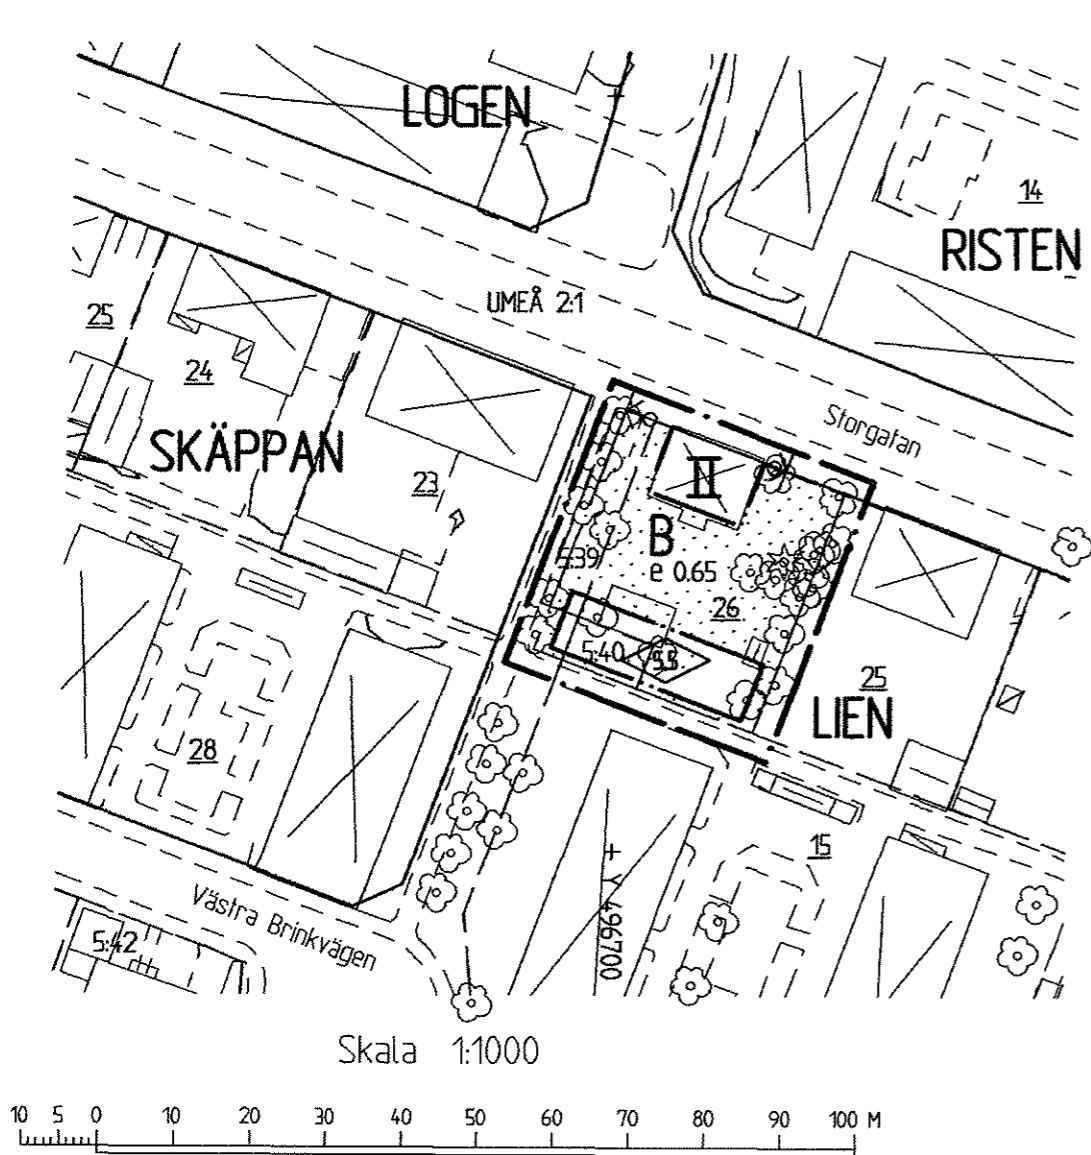 LOGEN
14
RISTEN
UMEÅ 2:1
25
24
Storgatan
SKÄPPAN
23
II
B
5:39
e 0.65
26
5:40
5.5
25
LIEN
28
15
Västra Brinkvägen
5:42
+ Y 496700
Skala 1:1000
10 5 0 10 20 30 40 50 60 70 80 90 100 M